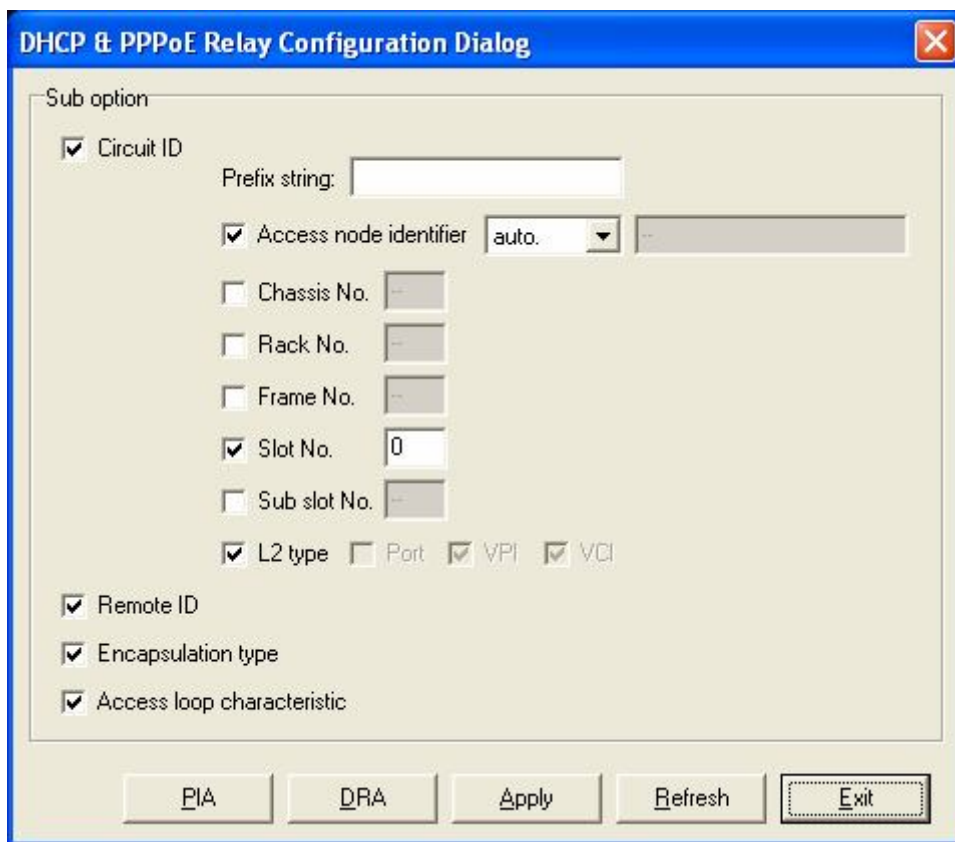 DHCP & PPPoE Relay Configuration Dialog
Sub option
Circuit ID
Prefix string:
Access node identifier auto. --
Chassis No. --
Rack No. --
Frame No. --
Slot No. 0
Sub slot No. --
L2 type Port VPI VCI
Remote ID
Encapsulation type
Access loop characteristic
PIA DRA Apply Refresh Exit